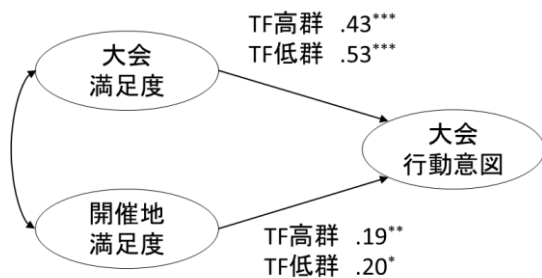 TF高群 .43***
TF低群 .53***
大会
満足度
大会
行動意図
開催地
満足度
TF高群 .19**
TF低群 .20*